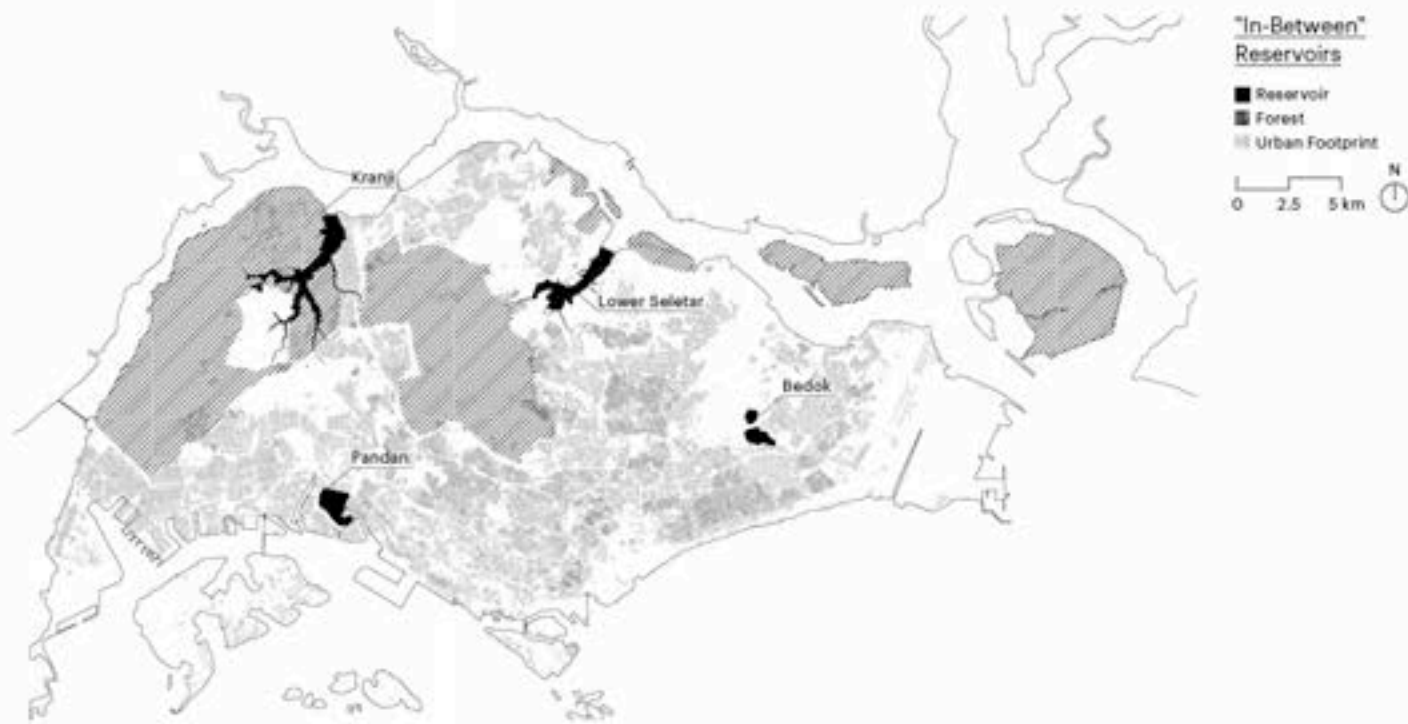 "In-Between"
Reservoirs
Reservoir
Forest
Urban Footprint
N
0 2.5 5 km
Kranji
Lower Seletar
Bedok
Pandan